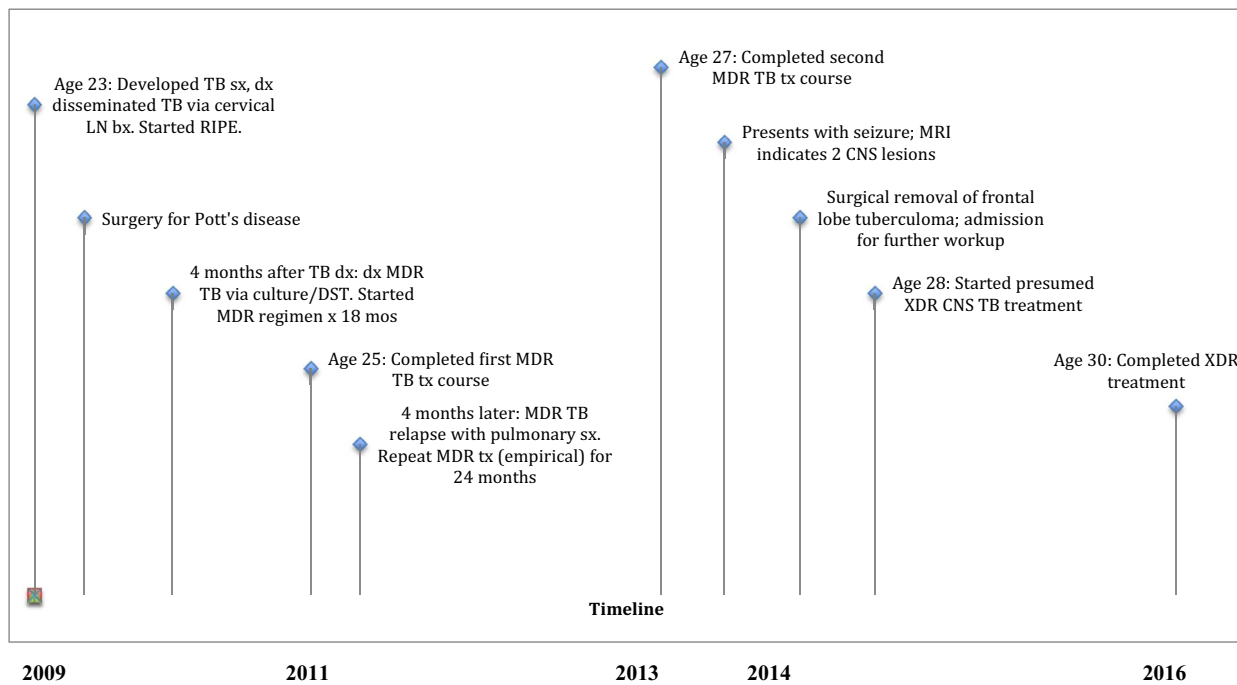 Age 23: Developed TB sx, dx
disseminated TB via cervical
LN bx. Started RIPE.
Surgery for Pott's disease
4 months after TB dx: dx MDR
TB via culture/DST. Started
MDR regimen x 18 mos
Age 25: Completed first MDR
TB tx course
4 months later: MDR TB
relapse with pulmonary sx.
Repeat MDR tx (empirical) for
24 months
Age 27: Completed second
MDR TB tx course
Presents with seizure; MRI
indicates 2 CNS lesions
Surgical removal of frontal
lobe tuberculoma; admission
for further workup
Age 28: Started presumed
XDR CNS TB treatment
Age 30: Completed XDR
treatment
Timeline
2009
2011
2013
2014
2016